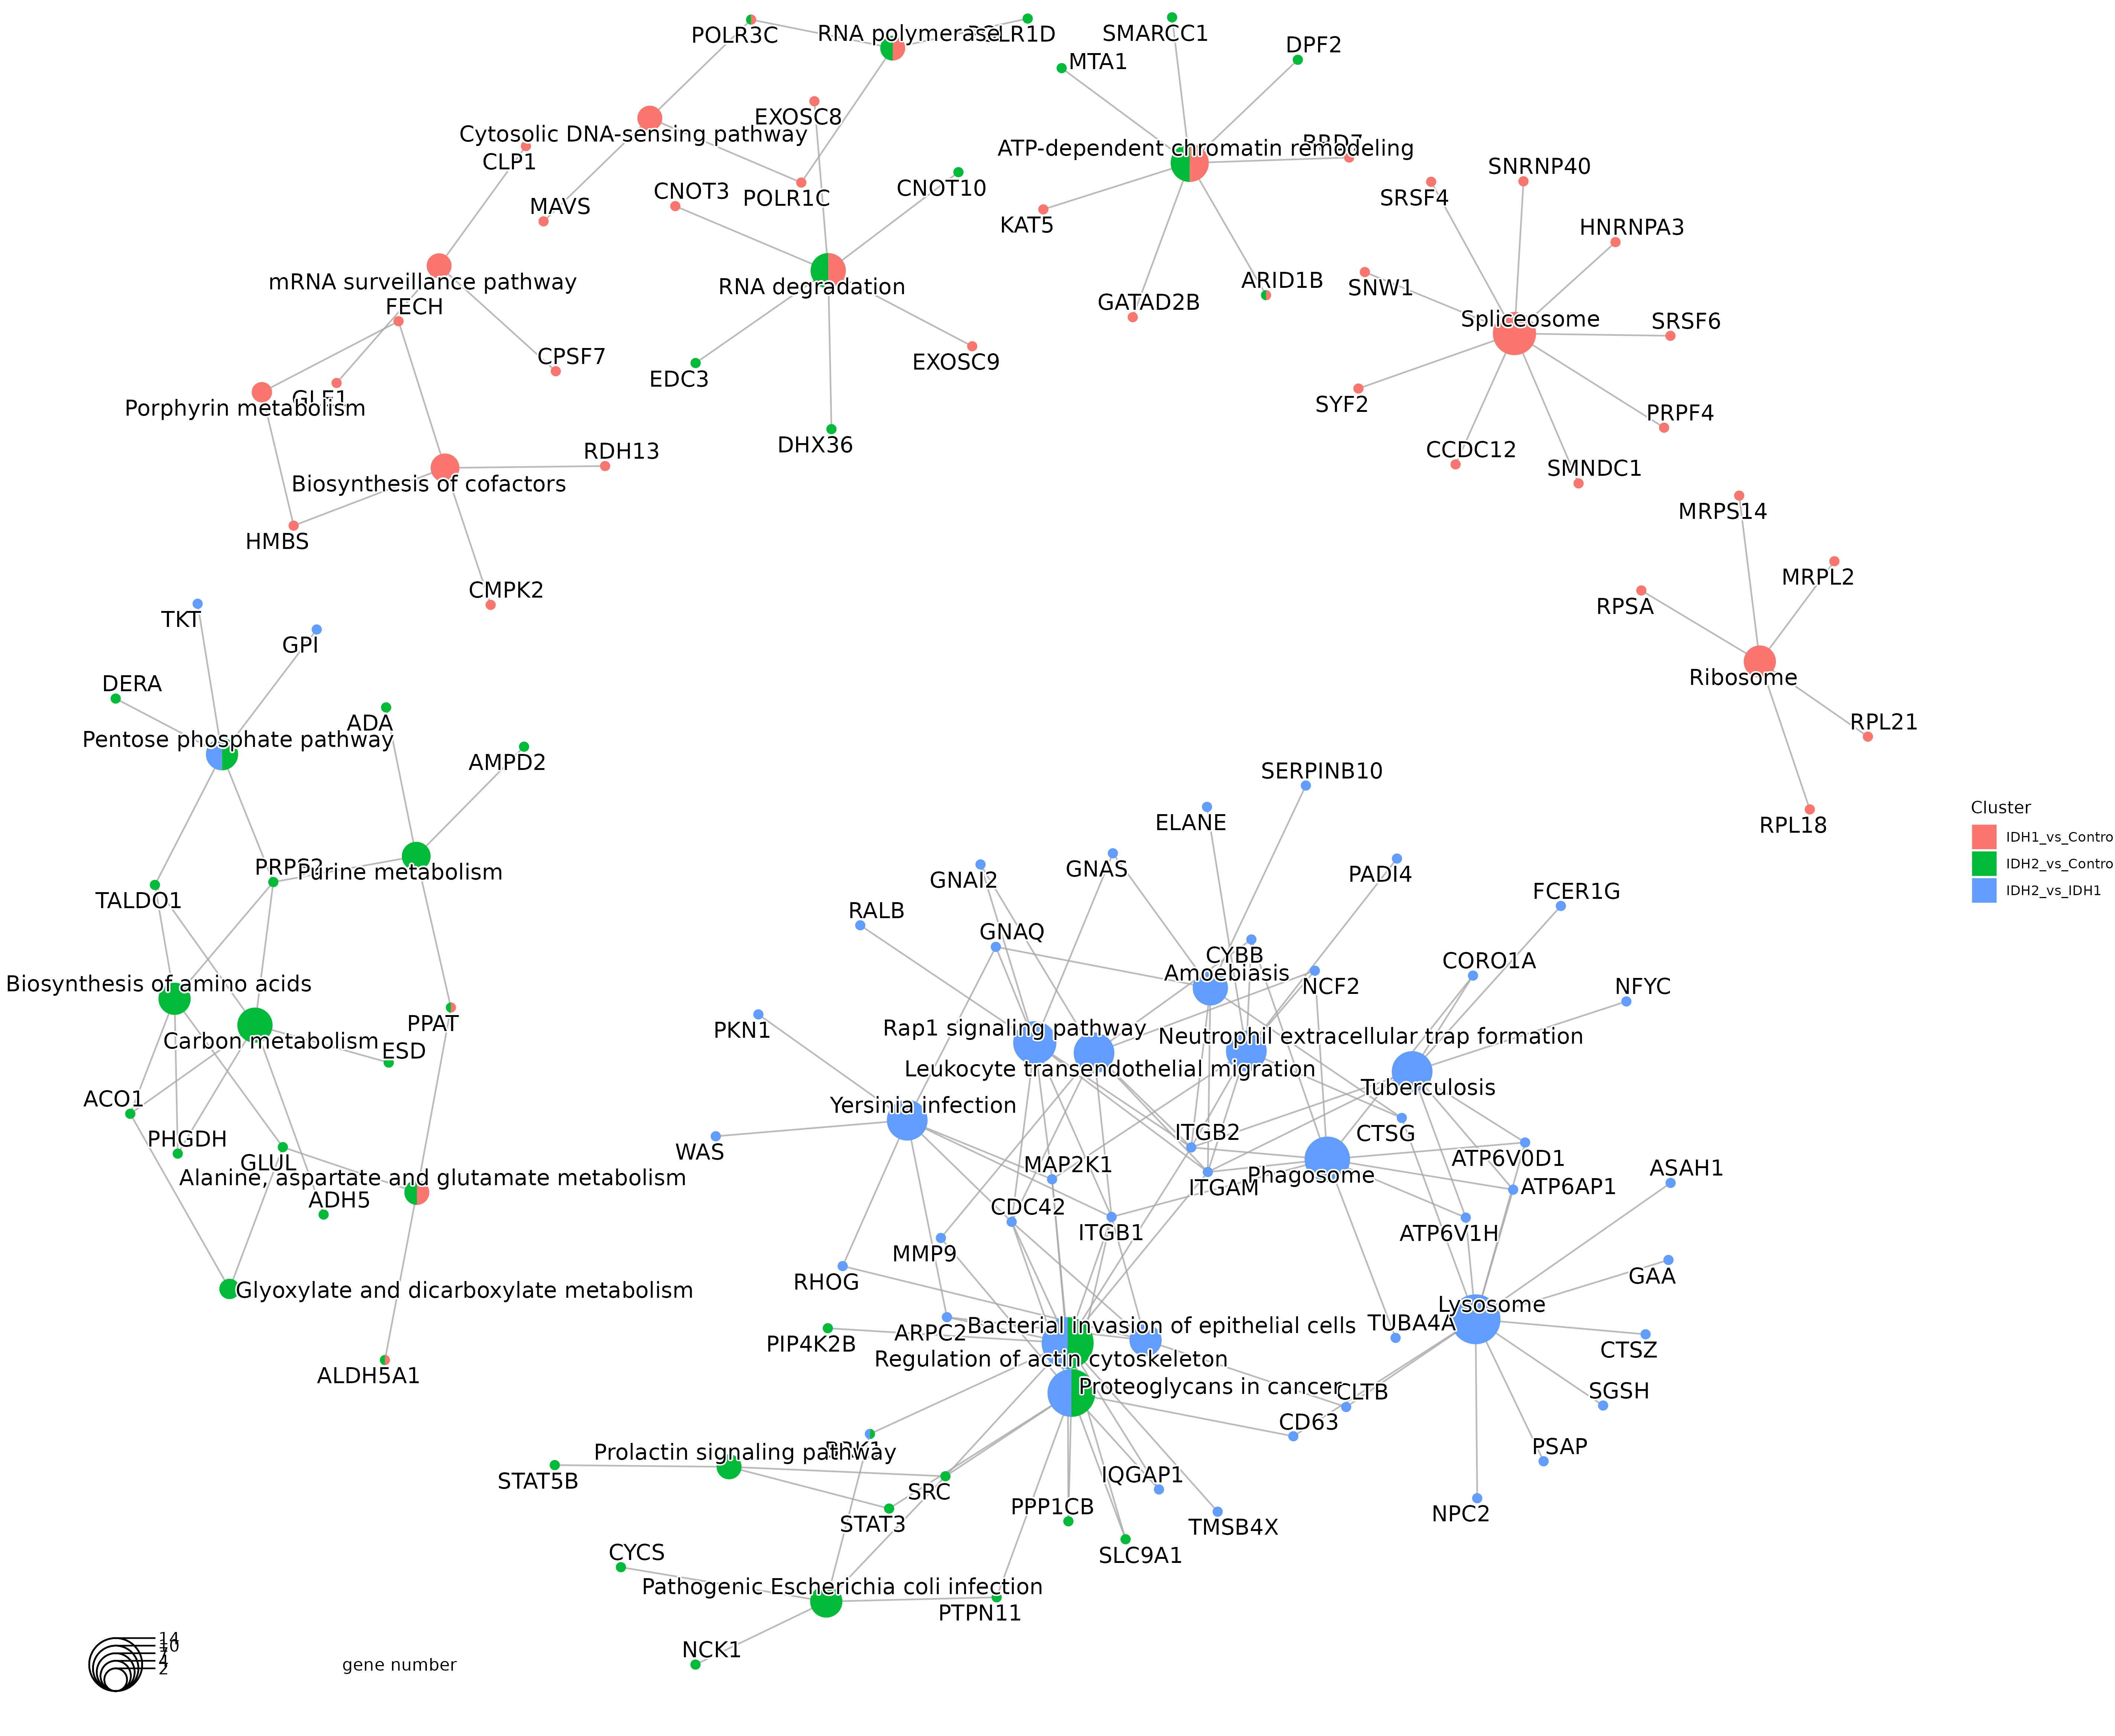 POLR3C
RNA polymerase
SMARCC1
DPF2
MTA1
EXOSC8
Cytosolic DNA-sensing pathway
ATP-dependent chromatin remodeling
CLP1
SNRNP40
CNOT3
CNOT10
POLR1C
SRSF4
MAVS
KAT5
HNRNPA3
mRNA surveillance pathway
RNA degradation
ARID1B
SNW1
FECH
GATAD2B
Spliceosome
SRSF6
CPSF7
EXOSC9
EDC3
Porphyrin metabolism
SYF2
PRPF4
DHX36
RDH13
CCDC12
SMNDC1
Biosynthesis of cofactors
MRPS14
HMBS
MRPL2
CMPK2
RPSA
TKT
GPI
Ribosome
DERA
ADA
RPL21
Pentose phosphate pathway
AMPD2
SERPINB10
ELANE
RPL18
Cluster
IDH1_vs_Contro
IDH2_vs_Contro
IDH2_vs_IDH1
PRPS2
Purine metabolism
GNAS
GNAI2
PADI4
FCER1G
TALDO1
RALB
GNAQ
CYBB
CORO1A
Amoebiasis
Biosynthesis of amino acids
NCF2
NFYC
PPAT
PKN1
Rap1 signaling pathway
Neutrophil extracellular trap formation
Carbon metabolism
ESD
Leukocyte transendothelial migration
Tuberculosis
ACO1
Yersinia infection
PHGDH
WAS
ITGB2
CTSG
GLUL
MAP2K1
ATP6V0D1
ASAH1
Alanine, aspartate and glutamate metabolism
Phagosome
ITGAM
ATP6AP1
ADH5
CDC42
ITGB1
ATP6V1H
MMP9
RHOG
GAA
Glyoxylate and dicarboxylate metabolism
Lysosome
PIP4K2B
ARPC2
Bacterial invasion of epithelial cells
TUBA4A
CTSZ
Regulation of actin cytoskeleton
ALDH5A1
Proteoglycans in cancer
CLTB
SGSH
CD63
Prolactin signaling pathway
PSAP
STAT5B
SRC
IQGAP1
PPP1CB
NPC2
STAT3
TMSB4X
CYCS
SLC9A1
Pathogenic Escherichia coli infection
PTPN11
NCK1
14
10
4
2
gene number